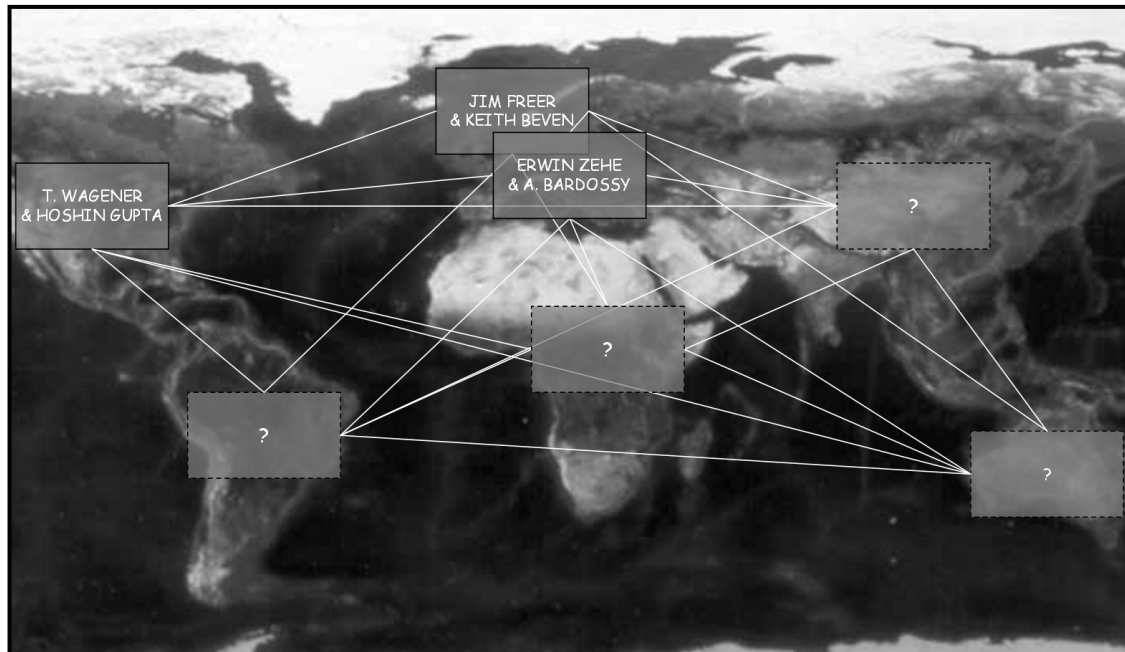 JIM FREER
& KEITH BEVEN
ERWIN ZEHE
& A. BARDOSSY
T. WAGENER
& HOSHIN GUPTA
?
?
?
?